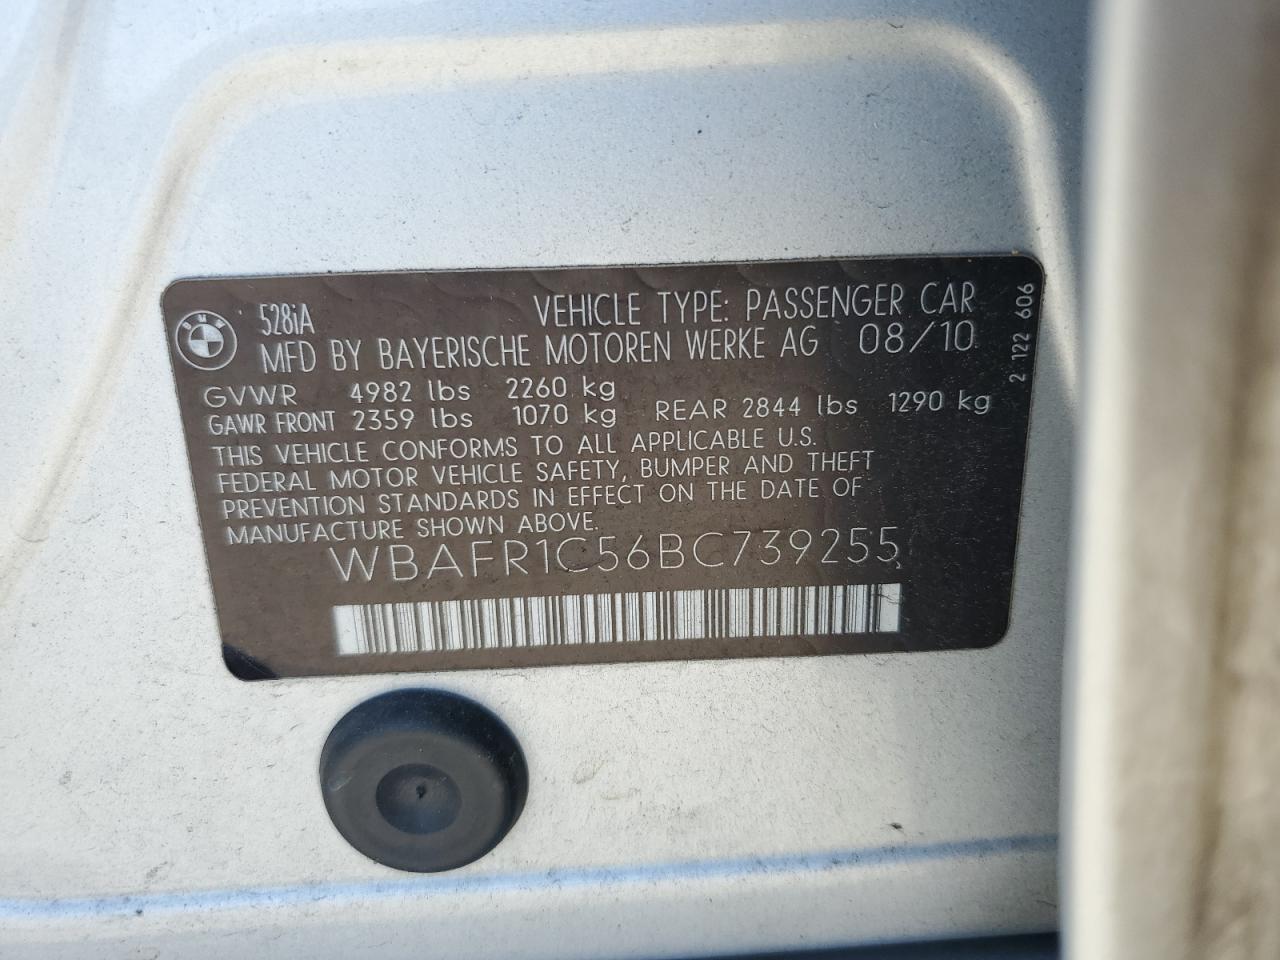 528iA VEHICLE TYPE: PASSENGER CAR
MFD BY BAYERISCHE MOTOREN WERKE AG 08/10
GVWR 4982 lbs 2260 kg
GAWR FRONT 2359 lbs 1070 kg REAR 2844 lbs 1290 kg
THIS VEHICLE CONFORMS TO ALL APPLICABLE U.S.
FEDERAL MOTOR VEHICLE SAFETY, BUMPER AND THEFT
PREVENTION STANDARDS IN EFFECT ON THE DATE OF
MANUFACTURE SHOWN ABOVE.
WBAFR1C56BC739255
2 122 606
BMW